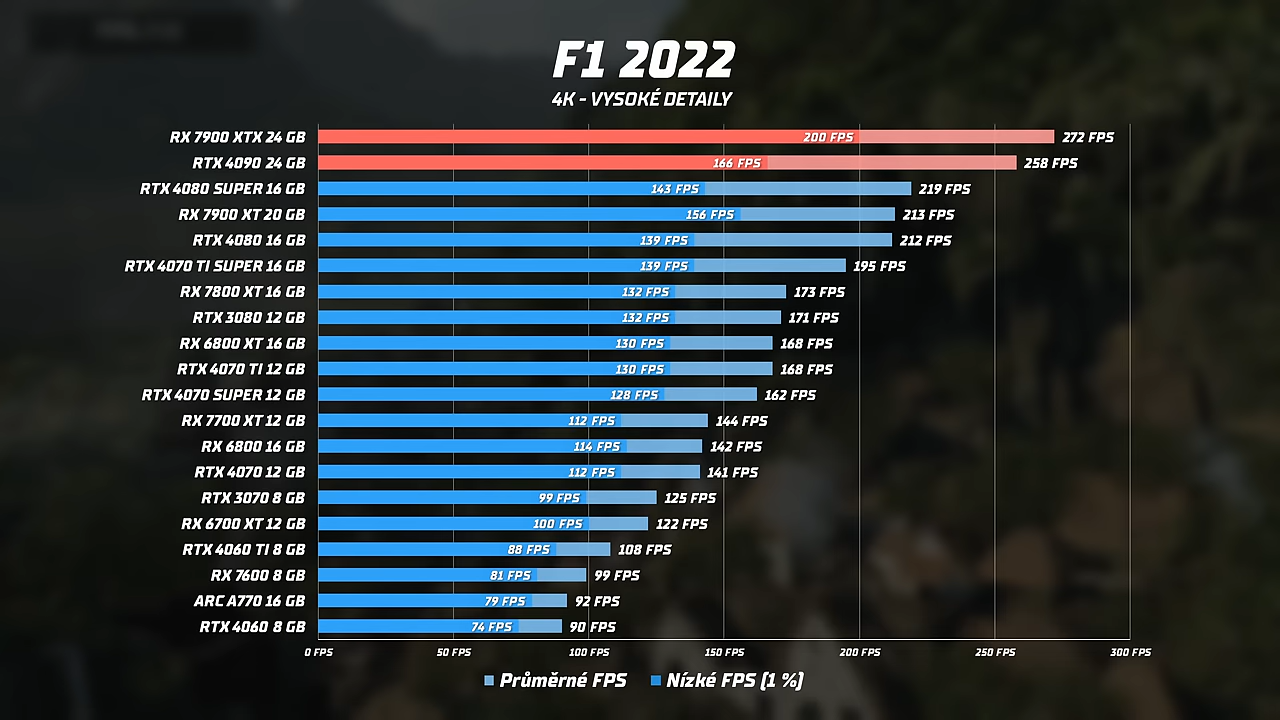 F1 2022
4K - VYSOKÉ DETAILY
RX 7900 XTX 24 GB 200 FPS 272 FPS
RTX 4090 24 GB 166 FPS 258 FPS
RTX 4080 SUPER 16 GB 143 FPS 219 FPS
RX 7900 XT 20 GB 156 FPS 213 FPS
RTX 4080 16 GB 139 FPS 212 FPS
RTX 4070 TI SUPER 16 GB 139 FPS 195 FPS
RX 7800 XT 16 GB 132 FPS 173 FPS
RTX 3080 12 GB 132 FPS 171 FPS
RX 6800 XT 16 GB 130 FPS 168 FPS
RTX 4070 TI 12 GB 130 FPS 168 FPS
RTX 4070 SUPER 12 GB 128 FPS 162 FPS
RX 7700 XT 12 GB 112 FPS 144 FPS
RX 6800 16 GB 114 FPS 142 FPS
RTX 4070 12 GB 112 FPS 141 FPS
RTX 3070 8 GB 99 FPS 125 FPS
RX 6700 XT 12 GB 100 FPS 122 FPS
RTX 4060 TI 8 GB 88 FPS 108 FPS
RX 7600 8 GB 81 FPS 99 FPS
ARC A770 16 GB 79 FPS 92 FPS
RTX 4060 8 GB 74 FPS 90 FPS
0 FPS 50 FPS 100 FPS 150 FPS 200 FPS 250 FPS 300 FPS
Průměrné FPS Nízké FPS (1 %)